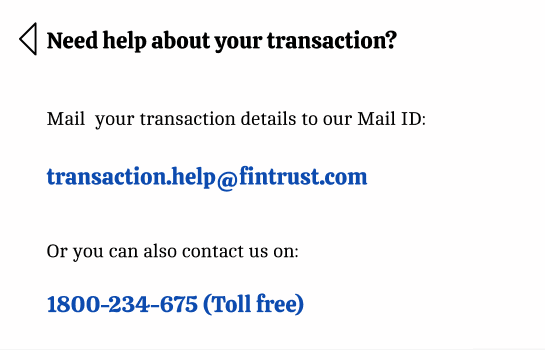 Need help about your transaction?
Mail your transaction details to our Mail ID:
transaction.help@fintrust.com
Or you can also contact us on:
1800-234-675 (Toll free)